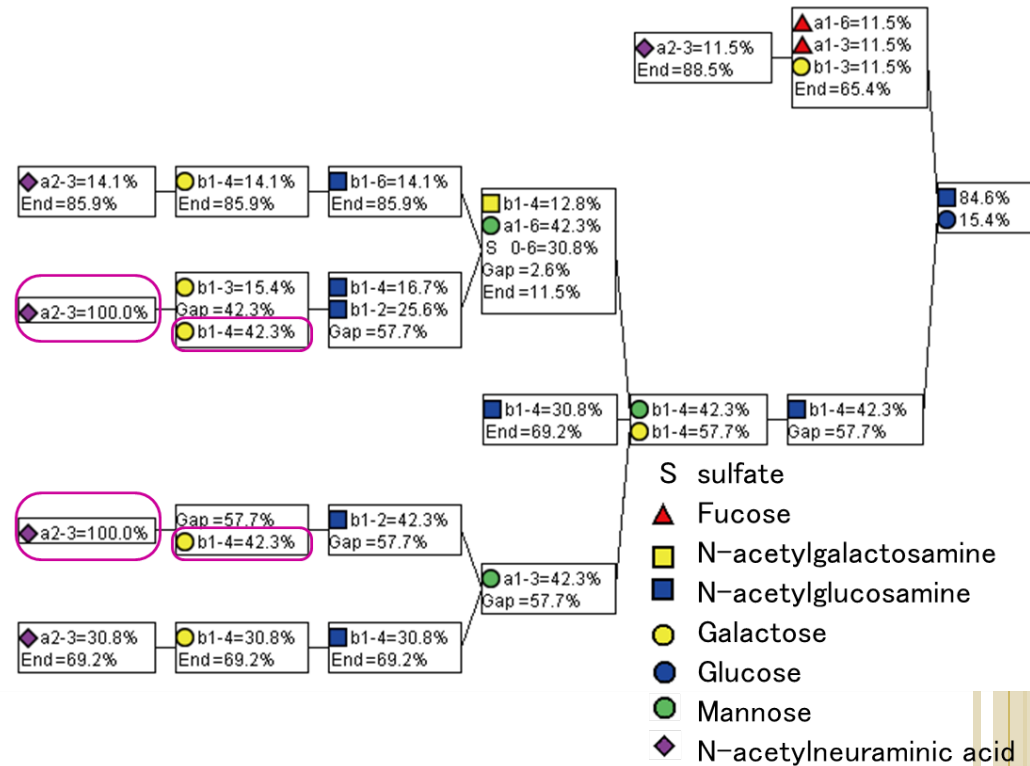 a1-6=11.5%
a1-3=11.5%
b1-3=11.5%
End=65.4%
a2-3=11.5%
End=88.5%
a2-3=14.1%
End=85.9%
b1-4=14.1%
End=85.9%
b1-6=14.1%
End=85.9%
b1-4=12.8%
a1-6=42.3%
S 0-6=30.8%
Gap=2.6%
End=11.5%
84.6%
15.4%
a2-3=100.0%
b1-3=15.4%
Gap=42.3%
b1-4=42.3%
b1-4=16.7%
b1-2=25.6%
Gap=57.7%
b1-4=30.8%
End=69.2%
b1-4=42.3%
b1-4=57.7%
b1-4=42.3%
Gap=57.7%
a2-3=100.0%
Gap=57.7%
b1-4=42.3%
b1-2=42.3%
Gap=57.7%
a1-3=42.3%
Gap=57.7%
a2-3=30.8%
End=69.2%
b1-4=30.8%
End=69.2%
b1-4=30.8%
End=69.2%
S sulfate
Fucose
N-acetylgalactosamine
N-acetylglucosamine
Galactose
Glucose
Mannose
N-acetylneuraminic acid